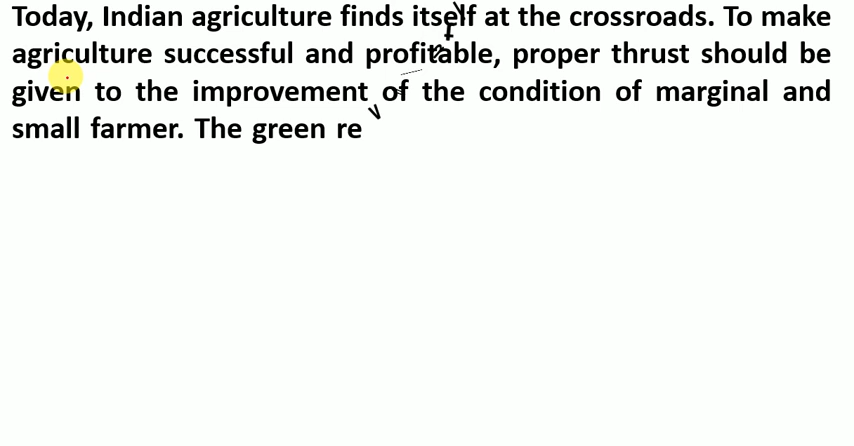 Today, Indian agriculture finds itself at the crossroads. To make
agriculture successful and profitable, proper thrust should be
given to the improvement of the condition of marginal and
small farmer. The green re